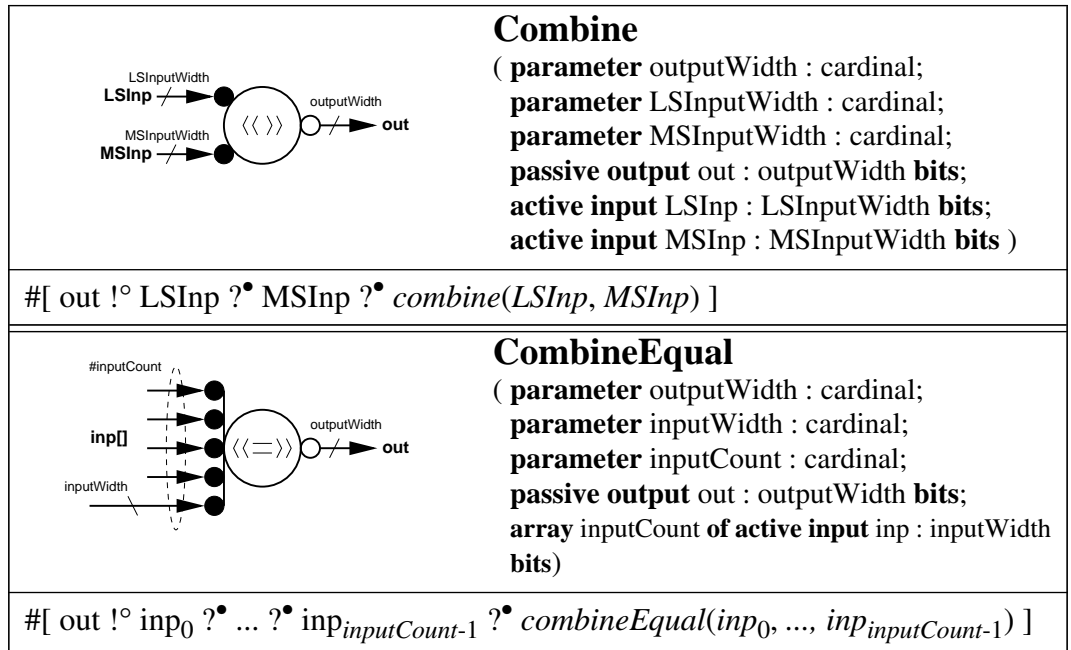 Combine
LSInputWidth
LSInp
MSInputWidth
MSInp
⟨⟨ ⟩⟩
outputWidth
out
( parameter outputWidth : cardinal;
parameter LSInputWidth : cardinal;
parameter MSInputWidth : cardinal;
passive output out : outputWidth bits;
active input LSInp : LSInputWidth bits;
active input MSInp : MSInputWidth bits )
#[ out !° LSInp ?• MSInp ?• combine(LSInp, MSInp) ]
CombineEqual
#inputCount
inp[]
inputWidth
⟨⟨=⟩⟩
outputWidth
out
( parameter outputWidth : cardinal;
parameter inputWidth : cardinal;
parameter inputCount : cardinal;
passive output out : outputWidth bits;
array inputCount of active input inp : inputWidth
bits)
#[ out !° inp0 ?• ... ?• inpinputCount-1 ?• combineEqual(inp0, ..., inpinputCount-1) ]